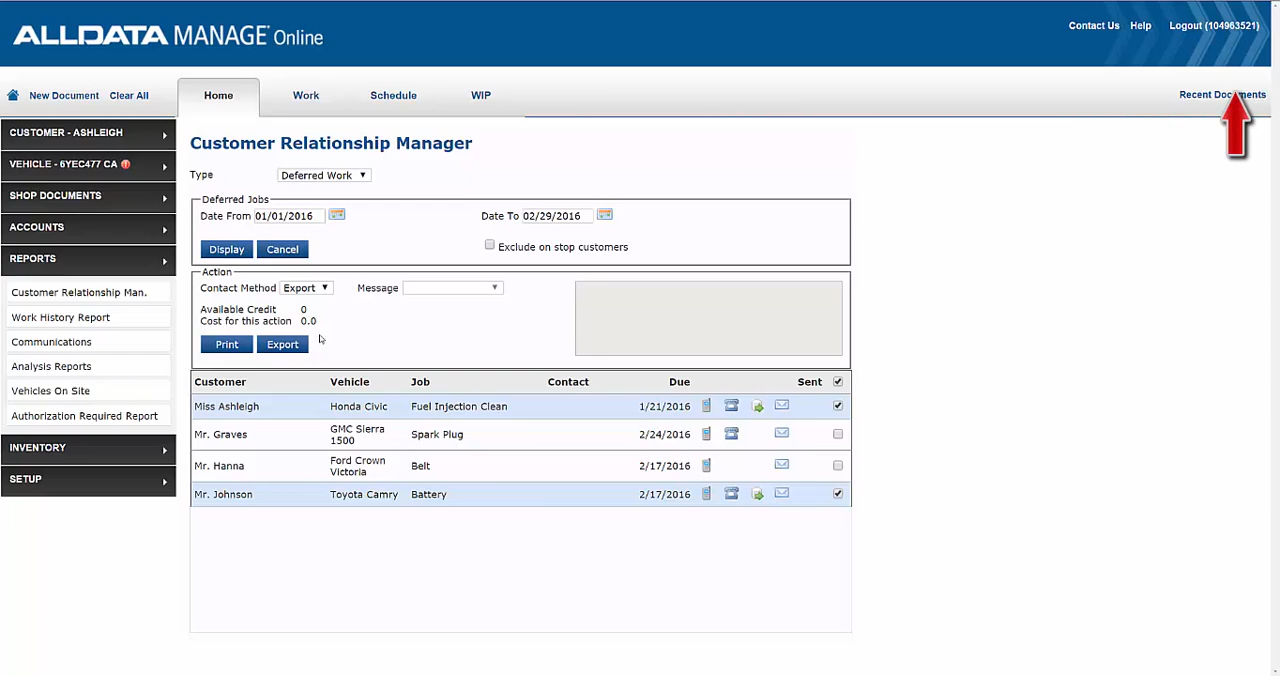 ALLDATA MANAGE Online
Contact Us Help Logout (104963521)
New Document Clear All
Home Work Schedule WIP
Recent Documents
CUSTOMER - ASHLEIGH
VEHICLE - 6YEC477 CA
SHOP DOCUMENTS
ACCOUNTS
REPORTS
Customer Relationship Man.
Work History Report
Communications
Analysis Reports
Vehicles On Site
Authorization Required Report
INVENTORY
SETUP
Customer Relationship Manager
Type Deferred Work
Deferred Jobs
Date From 01/01/2016 Date To 02/29/2016
Display Cancel Exclude on stop customers
Action
Contact Method Export Message
Available Credit 0
Cost for this action 0.0
Print Export
Customer Vehicle Job Contact Due Sent
Miss Ashleigh Honda Civic Fuel Injection Clean 1/21/2016
Mr. Graves GMC Sierra 1500 Spark Plug 2/24/2016
Mr. Hanna Ford Crown Victoria Belt 2/17/2016
Mr. Johnson Toyota Camry Battery 2/17/2016